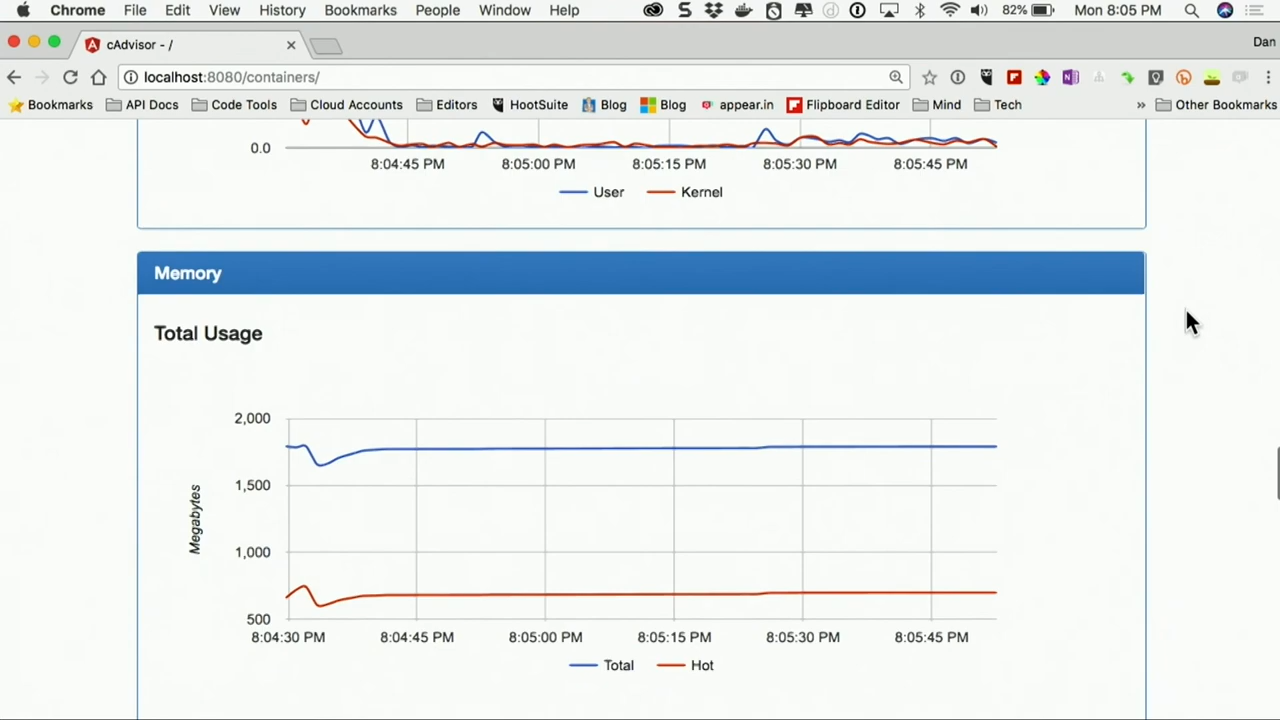 Chrome File Edit View History Bookmarks People Window Help 82% Mon 8:05 PM
cAdvisor - / Dan
localhost:8080/containers/
Bookmarks API Docs Code Tools Cloud Accounts Editors HootSuite Blog Blog appear.in Flipboard Editor Mind Tech » Other Bookmarks
0.0
8:04:45 PM 8:05:00 PM 8:05:15 PM 8:05:30 PM 8:05:45 PM
User Kernel
Memory
Total Usage
2,000
1,500
Megabytes
1,000
500
8:04:30 PM 8:04:45 PM 8:05:00 PM 8:05:15 PM 8:05:30 PM 8:05:45 PM
Total Hot